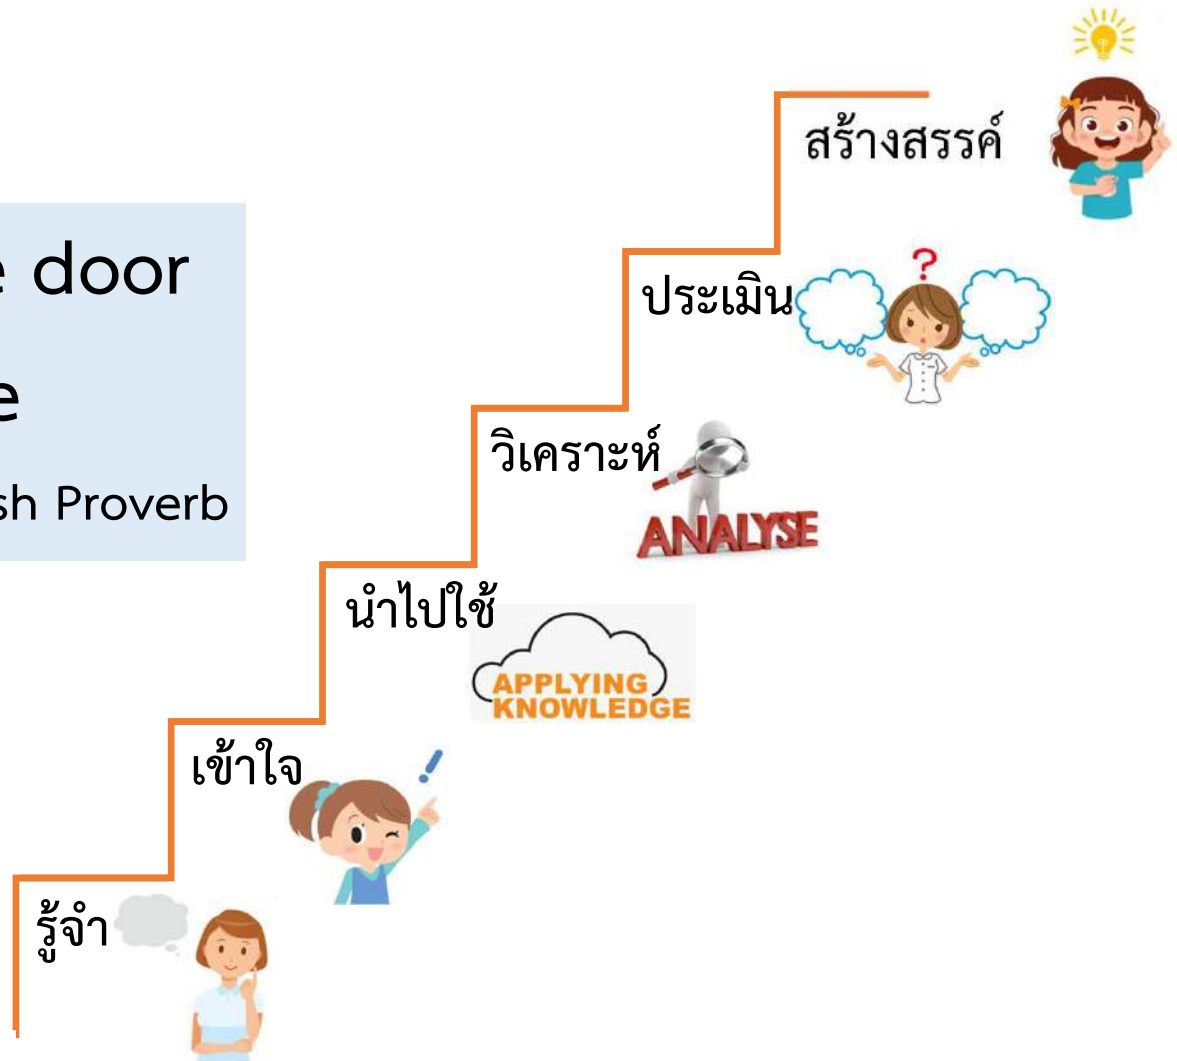 สร้างสรรค์
door
ประเมิน
?
Proverb
วิเคราะห์
ANALYSE
นำไปใช้
APPLYING
KNOWLEDGE
เข้าใจ
!
รู้จำ